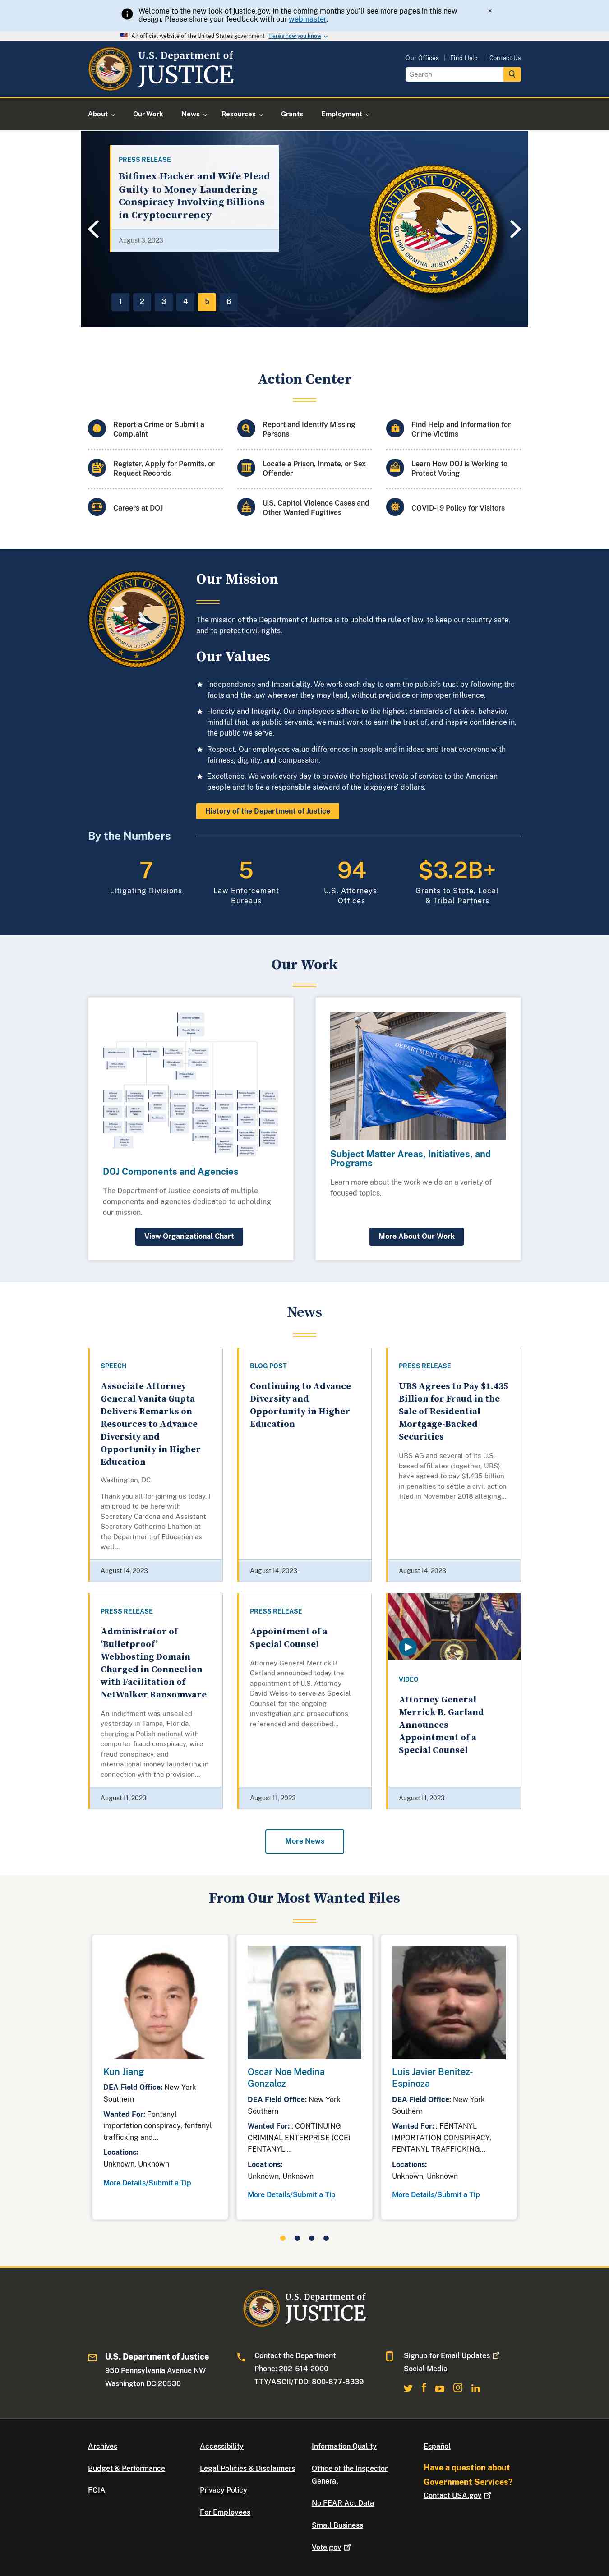 Welcome to the new look of justice.gov. In the coming months you'll see more pages in this new
design. Please share your feedback with our webmaster.
×
An official website of the United States government Here's how you know
U.S. Department of
JUSTICE
Our Offices | Find Help | Contact Us
Search
About
Our Work
News
Resources
Grants
Employment
PRESS RELEASE
Bitfinex Hacker and Wife Plead
Guilty to Money Laundering
Conspiracy Involving Billions
in Cryptocurrency
August 3, 2023
DEPARTMENT OF JUSTICE
QUI PRO DOMINA JUSTITIA SEQUITUR
1 2 3 4 5 6
Action Center
Report a Crime or Submit a
Complaint
Report and Identify Missing
Persons
Find Help and Information for
Crime Victims
Register, Apply for Permits, or
Request Records
Locate a Prison, Inmate, or Sex
Offender
Learn How DOJ is Working to
Protect Voting
Careers at DOJ
U.S. Capitol Violence Cases and
Other Wanted Fugitives
COVID-19 Policy for Visitors
Our Mission
The mission of the Department of Justice is to uphold the rule of law, to keep our country safe,
and to protect civil rights.
Our Values
Independence and Impartiality. We work each day to earn the public's trust by following the
facts and the law wherever they may lead, without prejudice or improper influence.
Honesty and Integrity. Our employees adhere to the highest standards of ethical behavior,
mindful that, as public servants, we must work to earn the trust of, and inspire confidence in,
the public we serve.
Respect. Our employees value differences in people and in ideas and treat everyone with
fairness, dignity, and compassion.
Excellence. We work every day to provide the highest levels of service to the American
people and to be a responsible steward of the taxpayers' dollars.
History of the Department of Justice
By the Numbers
7
Litigating Divisions
5
Law Enforcement
Bureaus
94
U.S. Attorneys'
Offices
$3.2B+
Grants to State, Local
& Tribal Partners
Our Work
DOJ Components and Agencies
The Department of Justice consists of multiple
components and agencies dedicated to upholding
our mission.
View Organizational Chart
DEPARTMENT OF JUSTICE
Subject Matter Areas, Initiatives, and
Programs
Learn more about the work we do on a variety of
focused topics.
More About Our Work
News
SPEECH
Associate Attorney
General Vanita Gupta
Delivers Remarks on
Resources to Advance
Diversity and
Opportunity in Higher
Education
Washington, DC
Thank you all for joining us today. I
am proud to be here with
Secretary Cardona and Assistant
Secretary Catherine Lhamon at
the Department of Education as
well...
August 14, 2023
BLOG POST
Continuing to Advance
Diversity and
Opportunity in Higher
Education
August 14, 2023
PRESS RELEASE
UBS Agrees to Pay $1.435
Billion for Fraud in the
Sale of Residential
Mortgage-Backed
Securities
UBS AG and several of its U.S.-
based affiliates (together, UBS)
have agreed to pay $1.435 billion
in penalties to settle a civil action
filed in November 2018 alleging...
August 14, 2023
PRESS RELEASE
Administrator of
‘Bulletproof’
Webhosting Domain
Charged in Connection
with Facilitation of
NetWalker Ransomware
An indictment was unsealed
yesterday in Tampa, Florida,
charging a Polish national with
computer fraud conspiracy, wire
fraud conspiracy, and
international money laundering in
connection with the provision...
August 11, 2023
PRESS RELEASE
Appointment of a
Special Counsel
Attorney General Merrick B.
Garland announced today the
appointment of U.S. Attorney
David Weiss to serve as Special
Counsel for the ongoing
investigation and prosecutions
referenced and described...
August 11, 2023
VIDEO
Attorney General
Merrick B. Garland
Announces
Appointment of a
Special Counsel
August 11, 2023
More News
From Our Most Wanted Files
Kun Jiang
DEA Field Office: New York
Southern
Wanted For: Fentanyl
importation conspiracy, fentanyl
trafficking and...
Locations:
Unknown, Unknown
More Details/Submit a Tip
Oscar Noe Medina
Gonzalez
DEA Field Office: New York
Southern
Wanted For: : CONTINUING
CRIMINAL ENTERPRISE (CCE)
FENTANYL...
Locations:
Unknown, Unknown
More Details/Submit a Tip
Luis Javier Benitez-
Espinoza
DEA Field Office: New York
Southern
Wanted For: : FENTANYL
IMPORTATION CONSPIRACY,
FENTANYL TRAFFICKING...
Locations:
Unknown, Unknown
More Details/Submit a Tip
U.S. Department of
JUSTICE
U.S. Department of Justice
950 Pennsylvania Avenue NW
Washington DC 20530
Contact the Department
Phone: 202-514-2000
TTY/ASCII/TDD: 800-877-8339
Signup for Email Updates
Social Media
Archives
Budget & Performance
FOIA
Accessibility
Legal Policies & Disclaimers
Privacy Policy
For Employees
Information Quality
Office of the Inspector
General
No FEAR Act Data
Small Business
Vote.gov
Español
Have a question about
Government Services?
Contact USA.gov